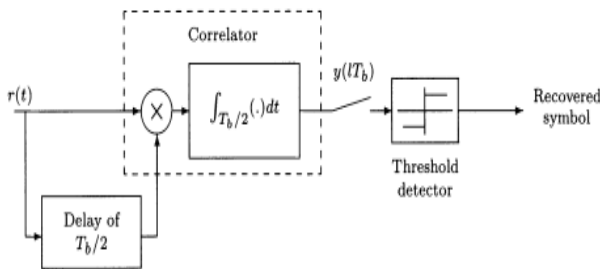 Correlator
r(t)
×
∫_{T_b/2}(.)dt
y(lT_b)
Recovered
symbol
Threshold
detector
Delay of
T_b/2